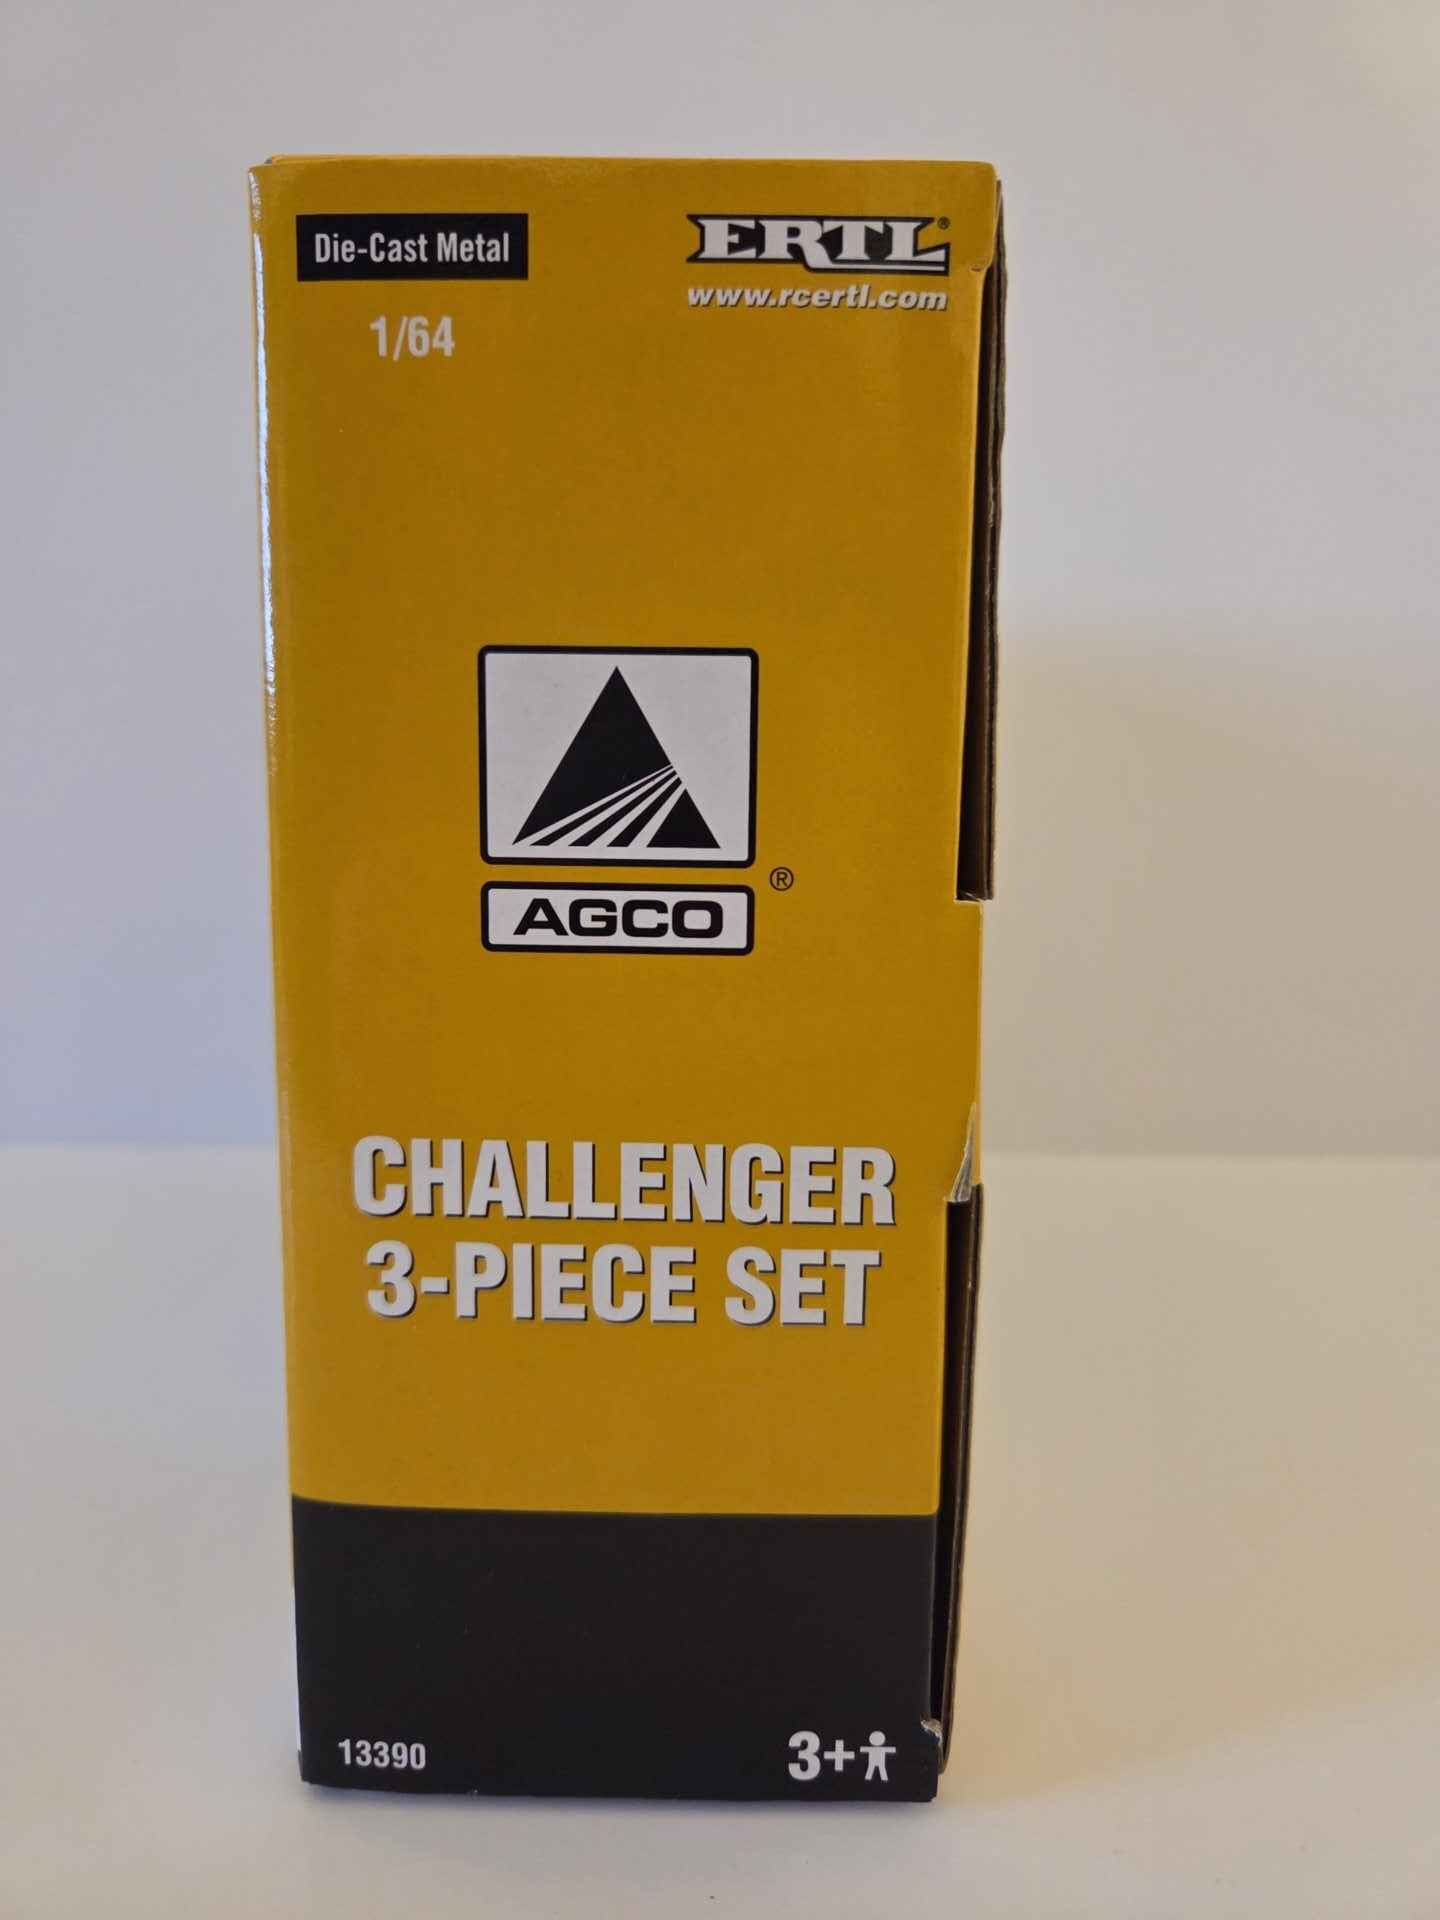 Die-Cast Metal
ERTL®
www.rcertl.com
1/64
®
AGCO
CHALLENGER
3-PIECE SET
13390
3+